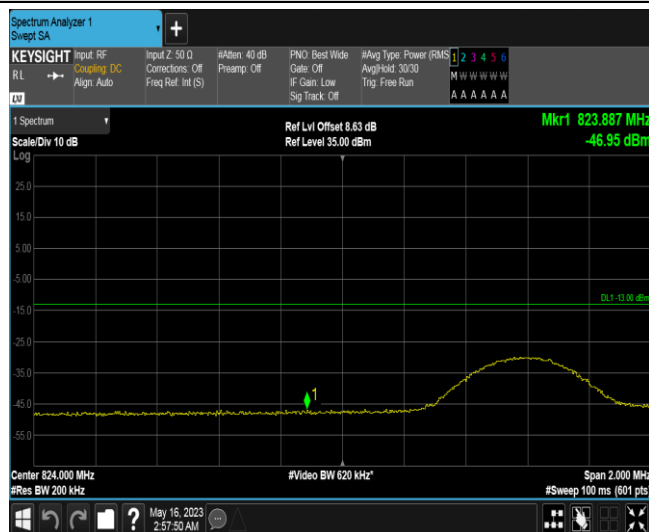 Spectrum Analyzer 1
Swept SA
+
KEYSIGHT
RL
Input: RF
Coupling: DC
Align: Auto
Input Z: 50 Ω
Corrections: Off
Freq Ref: Int (S)
#Atten: 40 dB
Preamp: Off
PNO: Best Wide
Gate: Off
IF Gain: Low
Sig Track: Off
#Avg Type: Power (RMS
Avg|Hold: 30/30
Trig: Free Run
1 2 3 4 5 6
M W W W W W
A A A A A A
LXI
1 Spectrum
Scale/Div 10 dB
Ref Lvl Offset 8.63 dB
Ref Level 35.00 dBm
Mkr1 823.887 MHz
-46.95 dBm
Log
25.0
15.0
5.00
-5.00
DL1 -13.00 dBm
-15.0
-25.0
-35.0
1
-45.0
-55.0
Center 824.000 MHz
#Video BW 620 kHz*
Span 2.000 MHz
#Res BW 200 kHz
#Sweep 100 ms (601 pts)
?
May 16, 2023
2:57:50 AM